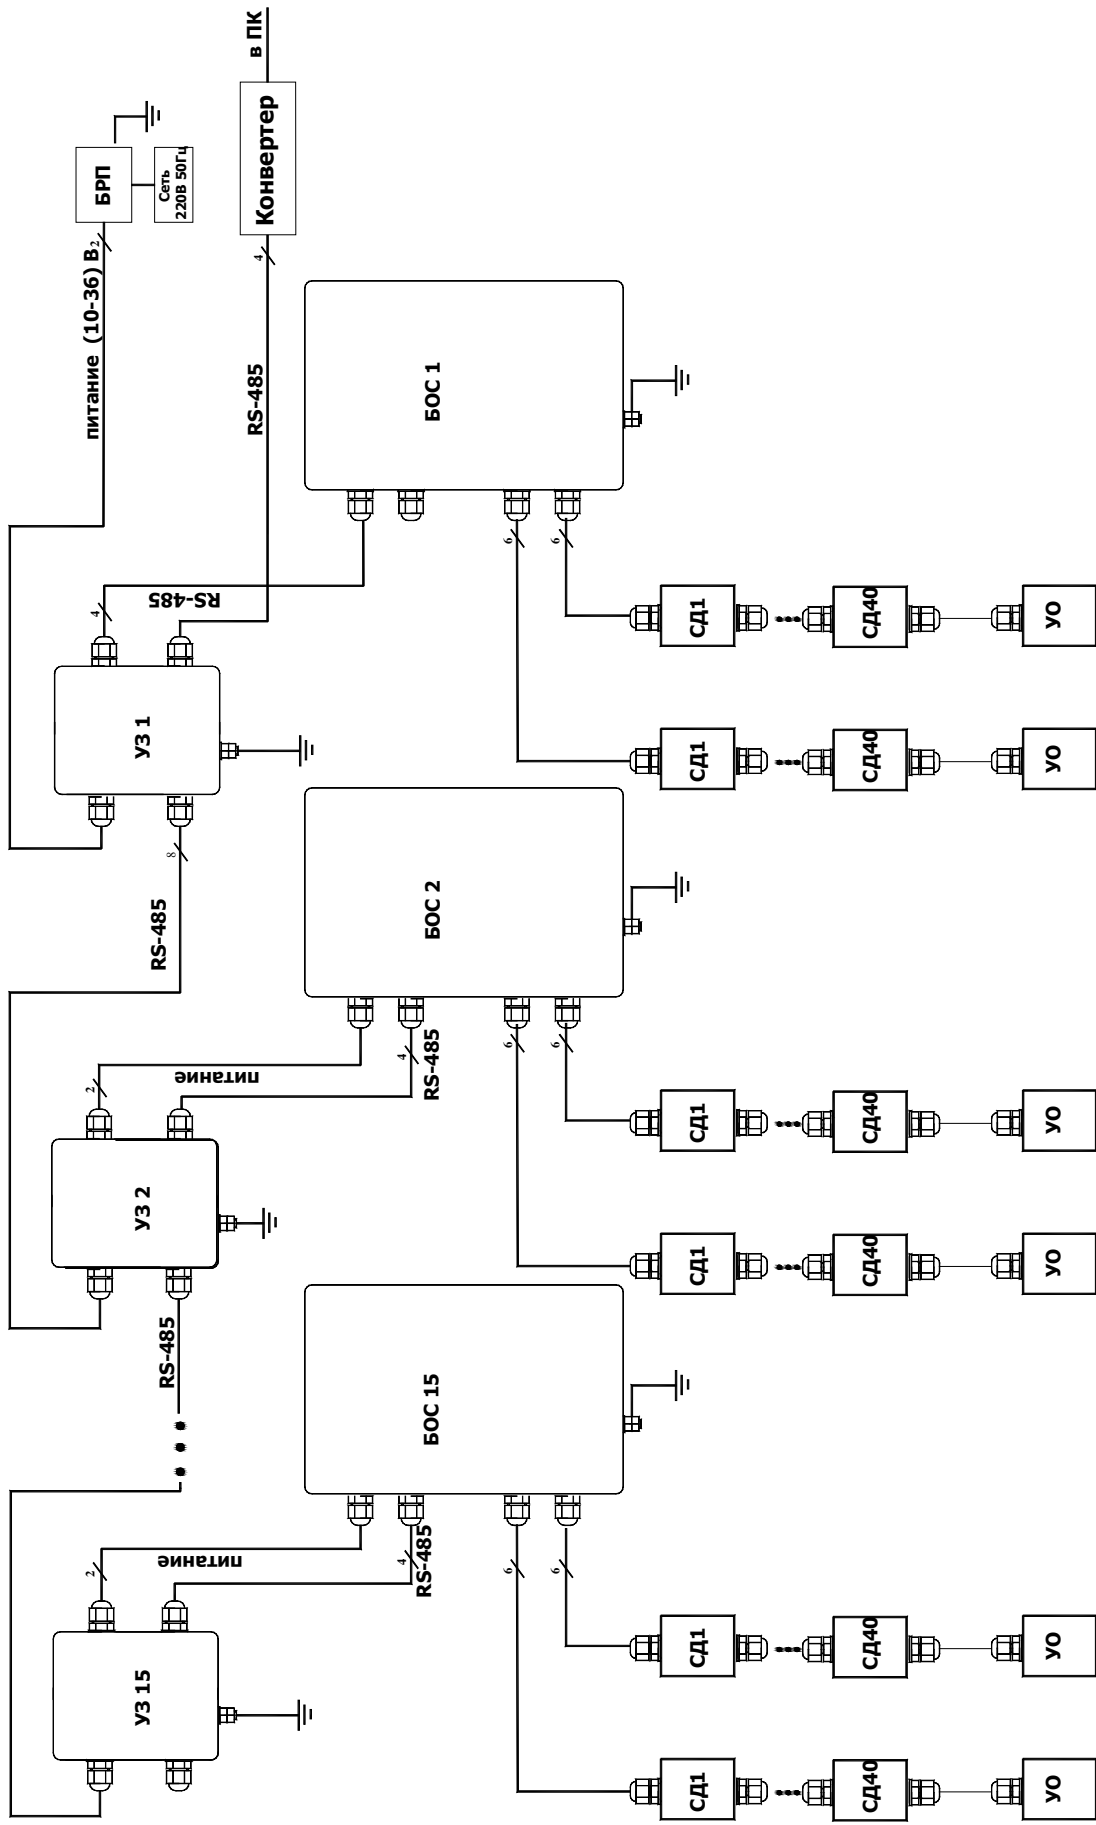 в ПК
Конвертер
БРП
Сеть
220В 50Гц
питание (10-36) В
2
4
RS-485
БОС 1
RS-485
4
6
6
УЗ 1
СД1
СД40
УО
СД1
СД40
УО
8
RS-485
БОС 2
питание
2
4
RS-485
6
6
УЗ 2
СД1
СД40
УО
СД1
СД40
УО
RS-485
БОС 15
питание
2
4
RS-485
6
6
УЗ 15
СД1
СД40
УО
СД1
СД40
УО